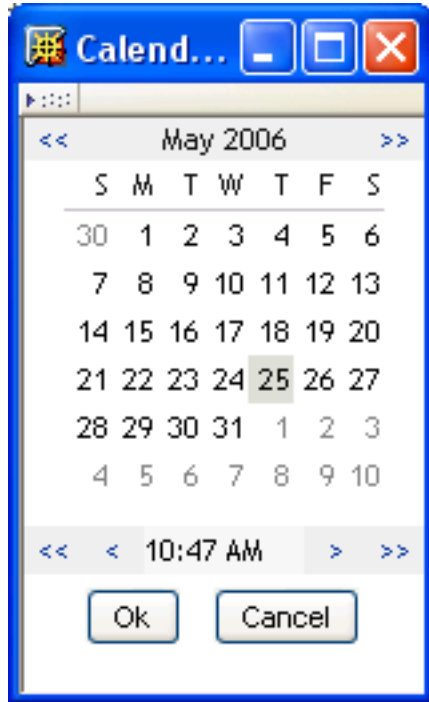 Calend...
<< May 2006 >>
S M T W T F S
30 1 2 3 4 5 6
7 8 9 10 11 12 13
14 15 16 17 18 19 20
21 22 23 24 25 26 27
28 29 30 31 1 2 3
4 5 6 7 8 9 10
<< < 10:47 AM > >>
Ok Cancel